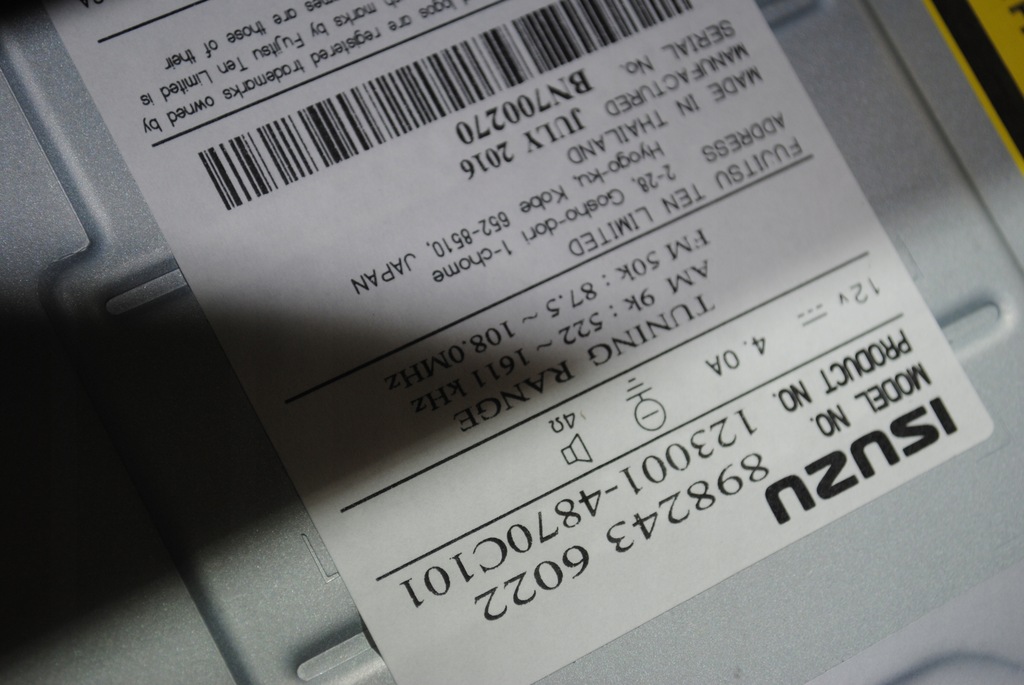 ISUZU
MODEL NO. 898243 6022
PRODUCT NO. 123001-4870C101
12v 4.0A 4Ω
TUNING RANGE
AM 9k : 522 ~ 1611 kHz
FM 50k : 87.5 ~ 108.0MHz
FUJITSU TEN LIMITED
ADDRESS 2-28, Gosho-dori 1-chome
Hyogo-ku, Kobe 652-8510, JAPAN
MADE IN THAILAND
MANUFACTURED JULY 2016
SERIAL No. BN700270
logos are registered trademarks owned by
marks by Fujitsu Ten Limited is
are those of their